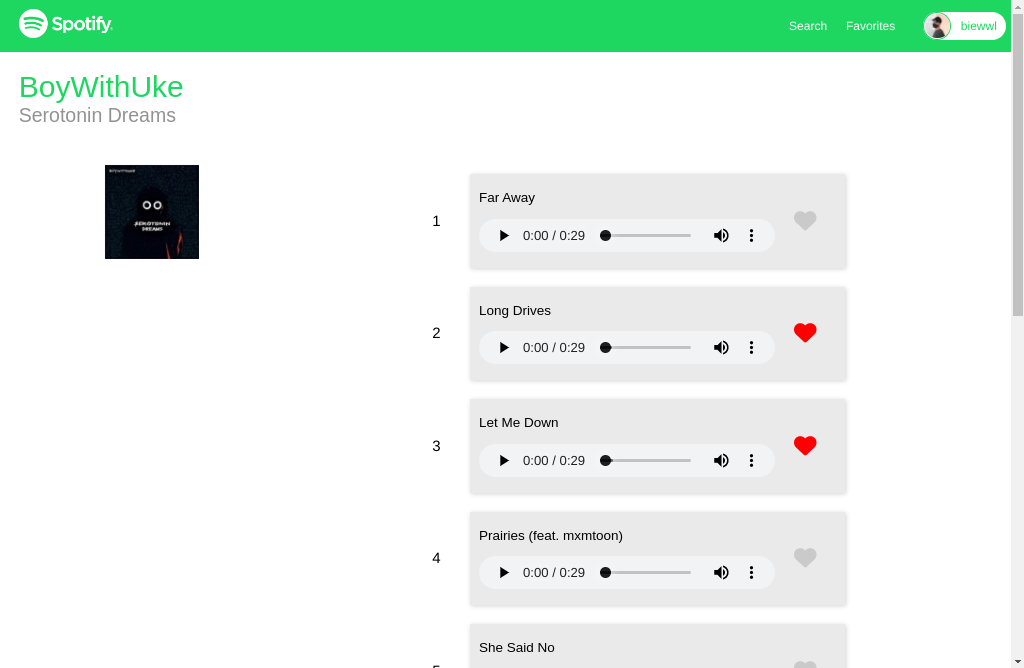 Spotify
Search
Favorites
biewwl
BoyWithUke
Serotonin Dreams
BOYWITHUKE
SEROTONIN
DREAMS
1
Far Away
0:00 / 0:29
2
Long Drives
0:00 / 0:29
3
Let Me Down
0:00 / 0:29
4
Prairies (feat. mxmtoon)
0:00 / 0:29
She Said No